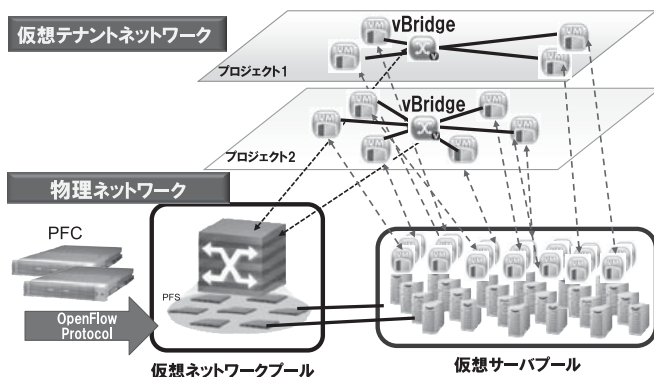 仮想テナントネットワーク
vBridge
プロジェクト1
vBridge
プロジェクト2
物理ネットワーク
PFC
PFS
OpenFlow
Protocol
仮想ネットワークプール
仮想サーバプール